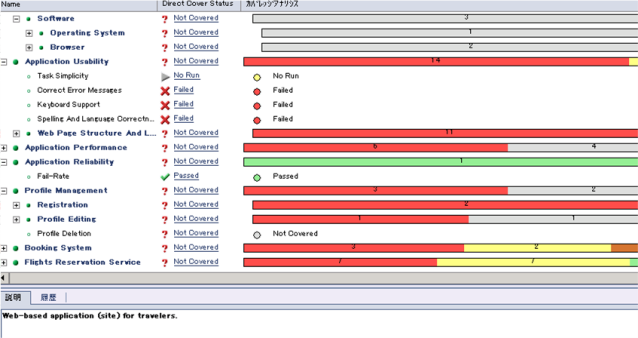 Name Direct Cover Status カバレッジアナリシス
Software Not Covered 3
Operating System Not Covered 1
Browser Not Covered 2
Application Usability Not Covered 14
Task Simplicity No Run No Run
Correct Error Messages Failed Failed
Keyboard Support Failed Failed
Spelling And Language Correctn... Failed Failed
Web Page Structure And L... Not Covered 11
Application Performance Not Covered 6 4
Application Reliability Not Covered 1
Fail-Rate Passed Passed
Profile Management Not Covered 3 2
Registration Not Covered 2
Profile Editing Not Covered 1 1
Profile Deletion Not Covered Not Covered
Booking System Not Covered 3 2
Flights Reservation Service Not Covered 7 7
説明 履歴
Web-based application (site) for travelers.